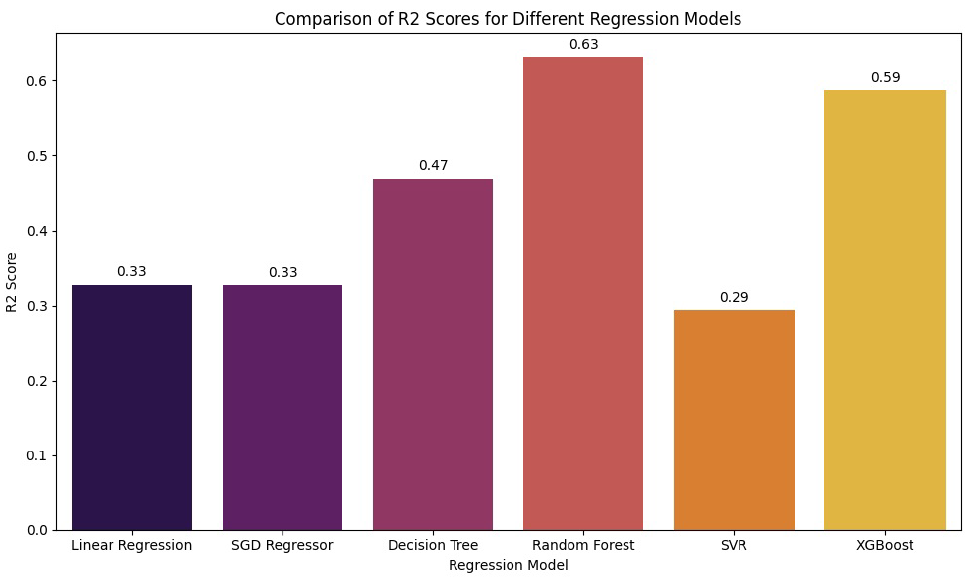 Comparison of R2 Scores for Different Regression Models
0.63
0.59
0.47
0.33
0.33
0.29
0.6
0.5
0.4
0.3
0.2
0.1
0.0
R2 Score
Linear Regression
SGD Regressor
Decision Tree
Random Forest
SVR
XGBoost
Regression Model